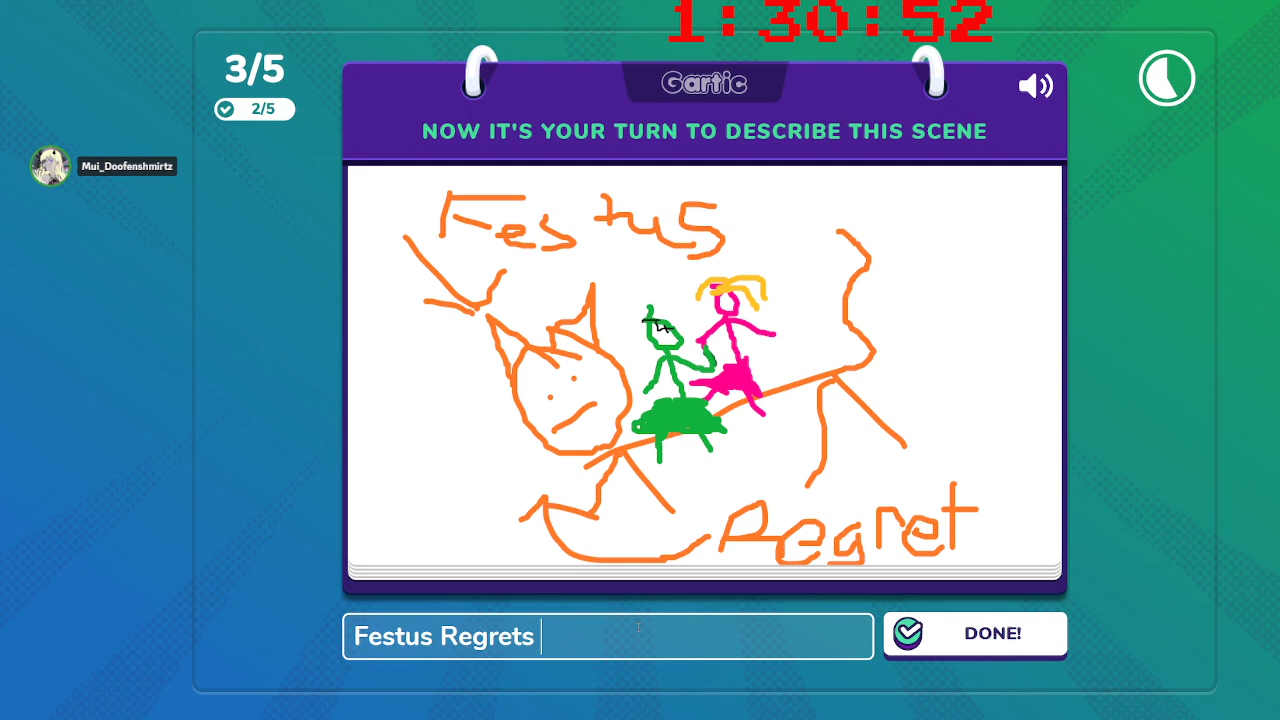 1:30:52
3/5
2/5
Gartic
NOW IT'S YOUR TURN TO DESCRIBE THIS SCENE
Mui_Doofenshmirtz
Festus
Regret
Festus Regrets
DONE!